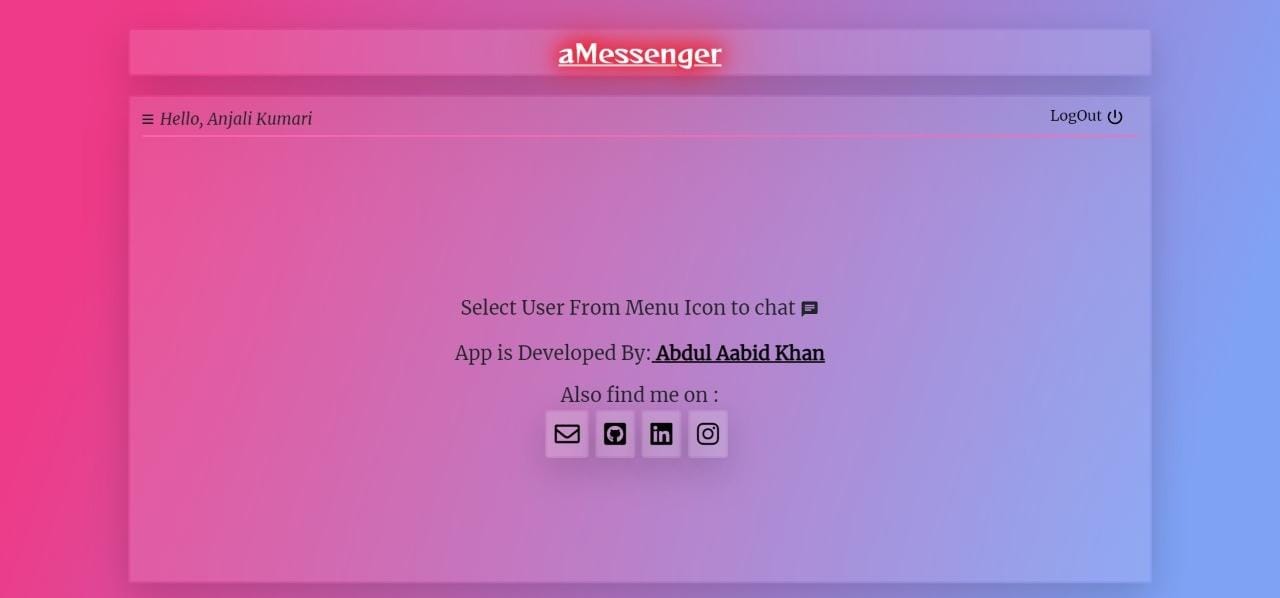 aMessenger
Hello, Anjali Kumari
LogOut
Select User From Menu Icon to chat
App is Developed By: Abdul Aabid Khan
Also find me on :